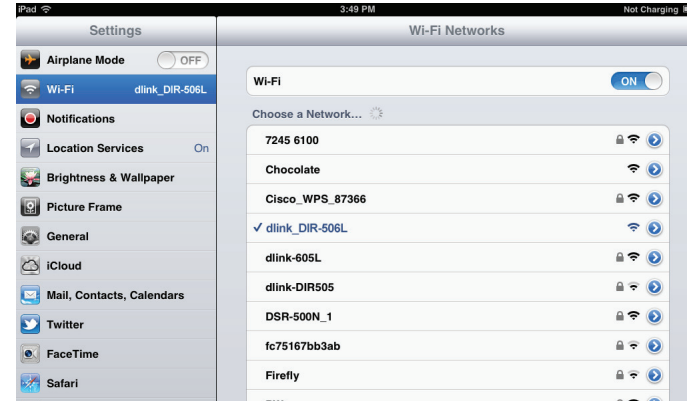 iPad 3:49 PM Not Charging
Settings
Wi-Fi Networks
Airplane Mode OFF
Wi-Fi dlink_DIR-506L
Notifications
Location Services On
Brightness & Wallpaper
Picture Frame
General
iCloud
Mail, Contacts, Calendars
Twitter
FaceTime
Safari
Wi-Fi ON
Choose a Network...
7245 6100
Chocolate
Cisco_WPS_87366
✓ dlink_DIR-506L
dlink-605L
dlink-DIR505
DSR-500N_1
fc75167bb3ab
Firefly